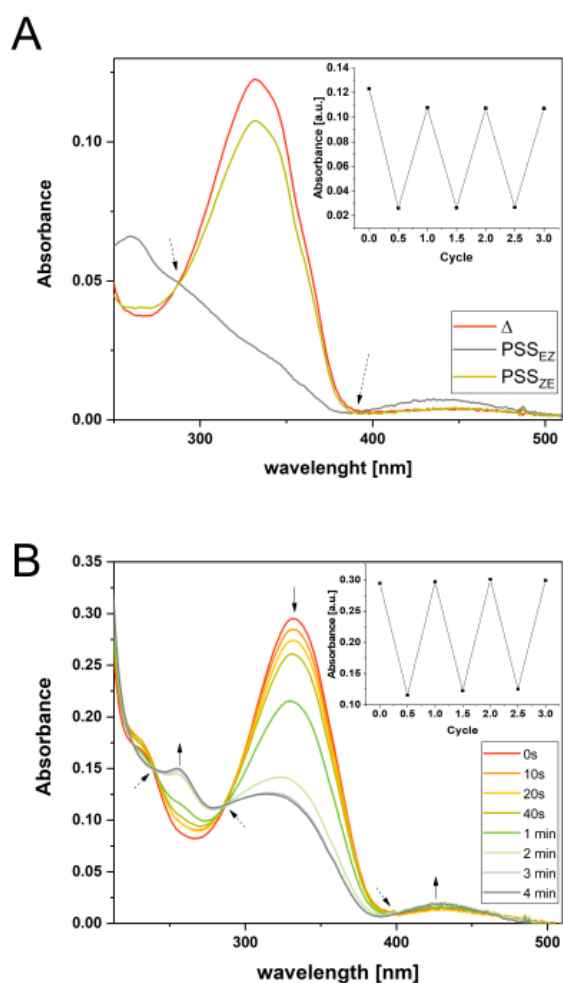 A
Absorbance
0.10
0.05
0.00
300
400
500
wavelenght [nm]
Absorbance [a.u.]
0.14
0.12
0.10
0.08
0.06
0.04
0.02
0.0 0.5 1.0 1.5 2.0 2.5 3.0
Cycle
Δ
PSS_EZ
PSS_ZE
B
Absorbance
0.35
0.30
0.25
0.20
0.15
0.10
0.05
0.00
300
400
500
wavelength [nm]
Absorbance [a.u.]
0.30
0.25
0.20
0.15
0.10
0.0 0.5 1.0 1.5 2.0 2.5 3.0
Cycle
0s
10s
20s
40s
1 min
2 min
3 min
4 min